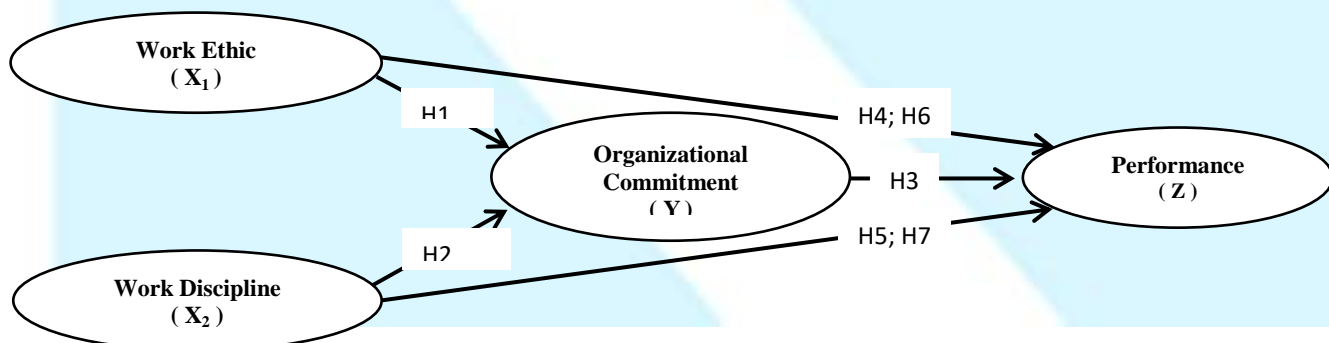 Work Ethic
( X₁ )
H1
H4; H6
Organizational
Commitment
( Y )
H3
Performance
( Z )
H2
H5; H7
Work Discipline
( X₂ )